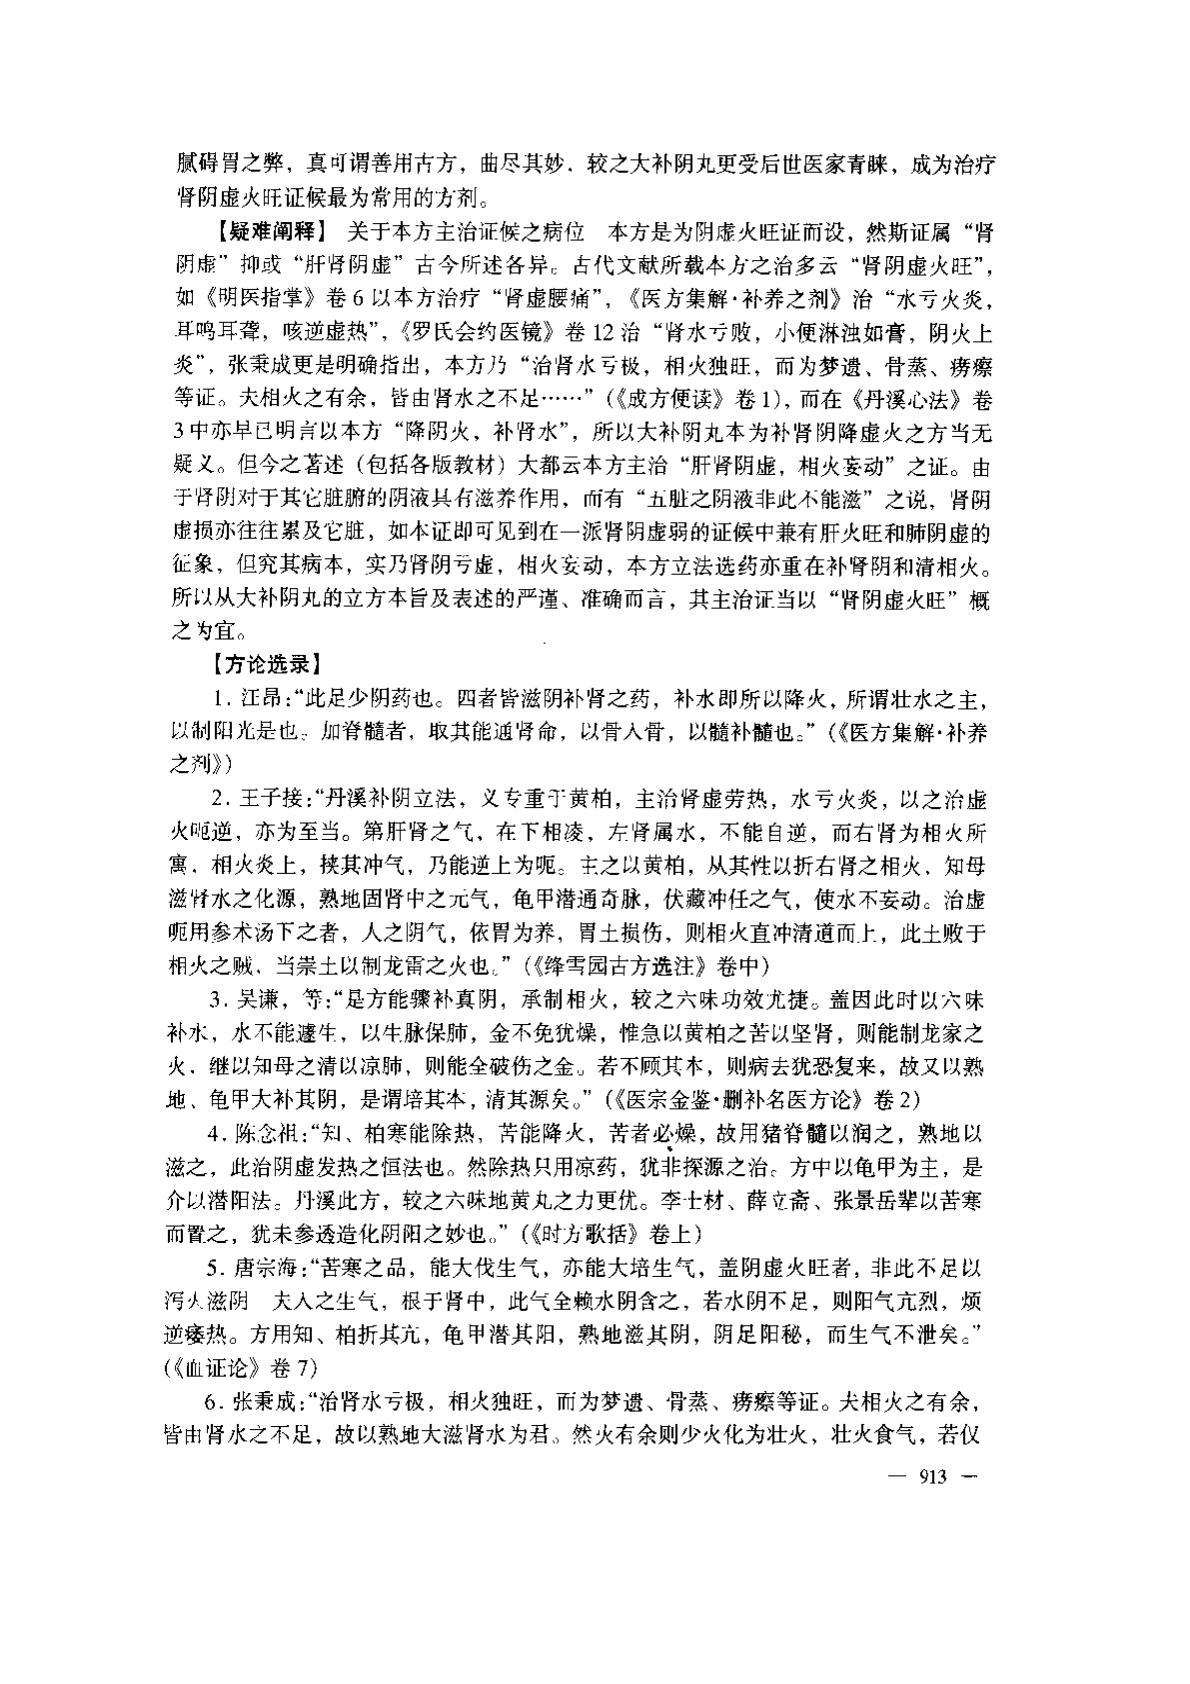 腻碍胃之弊，真可谓善用古方，曲尽其妙．较之大补阴丸更受后世医家青睐，成为治疗
肾阴虚火旺证候最为常用的方剂。
【疑难阐释】 关于本方主治证候之病位 本方是为阴虚火旺证而设，然斯证属“肾
阴虚”抑或“肝肾阴虚”古今所述各异。古代文献所载本方之治多云“肾阴虚火旺”，
如《明医指掌》卷 6 以本方治疗“肾虚腰痛”，《医方集解·补养之剂》治“水亏火炎，
耳鸣耳聋，咳逆虚热”，《罗氏会约医镜》卷 12 治“肾水亏败，小便淋浊如膏，阴火上
炎”，张秉成更是明确指出，本方乃“治肾水亏极，相火独旺，而为梦遗、骨蒸、痨瘵
等证。夫相火之有余，皆由肾水之不足……”（《成方便读》卷 1），而在《丹溪心法》卷
3 中亦早已明言以本方“降阴火，补肾水”，所以大补阴丸本为补肾阴降虚火之方当无
疑义。但今之著述（包括各版教材）大都云本方主治“肝肾阴虚，相火妄动”之证。由
于肾阴对于其它脏腑的阴液具有滋养作用，而有“五脏之阴液非此不能滋”之说，肾阴
虚损亦往往累及它脏，如本证即可见到在一派肾阴虚弱的证候中兼有肝火旺和肺阴虚的
征象，但究其病本，实乃肾阴亏虚，相火妄动，本方立法选药亦重在补肾阴和清相火。
所以从大补阴丸的立方本旨及表述的严谨、准确而言，其主治证当以“肾阴虚火旺”概
之为宜。
【方论选录】
1. 汪昂：“此足少阴药也。四者皆滋阴补肾之药，补水即所以降火，所谓壮水之主，
以制阳光是也。加脊髓者，取其能通肾命，以骨入骨，以髓补髓也。”（《医方集解·补养
之剂》）
2. 王子接：“丹溪补阴立法，义专重于黄柏，主治肾虚劳热，水亏火炎，以之治虚
火呃逆，亦为至当。第肝肾之气，在下相凌，左肾属水，不能自逆，而右肾为相火所
寓，相火炎上，挟其冲气，乃能逆上为呃。主之以黄柏，从其性以折右肾之相火，知母
滋肾水之化源，熟地固肾中之元气，龟甲潜通奇脉，伏藏冲任之气，使水不妄动。治虚
呃用参术汤下之者，人之阴气，依胃为养，胃土损伤，则相火直冲清道而上，此土败于
相火之贼，当崇土以制龙雷之火也。”（《绛雪园古方选注》卷中）
3. 吴谦，等：“是方能骤补真阴，承制相火，较之六味功效尤捷。盖因此时以六味
补水，水不能遽生，以生脉保肺，金不免犹燥，惟急以黄柏之苦以坚肾，则能制龙家之
火，继以知母之清以凉肺，则能全破伤之金。若不顾其本，则病去犹恐复来，故又以熟
地、龟甲大补其阴，是谓培其本，清其源矣。”（《医宗金鉴·删补名医方论》卷 2）
4. 陈念祖：“知、柏寒能除热，苦能降火，苦者必燥，故用猪脊髓以润之，熟地以
滋之，此治阴虚发热之恒法也。然除热只用凉药，犹非探源之治。方中以龟甲为主，是
介以潜阳法。丹溪此方，较之六味地黄丸之力更优。李士材、薛立斋、张景岳辈以苦寒
而置之，犹未参透造化阴阳之妙也。”（《时方歌括》卷上）
5. 唐宗海：“苦寒之品，能大伐生气，亦能大培生气，盖阴虚火旺者，非此不足以
泻火滋阴 夫人之生气，根于肾中，此气全赖水阴含之，若水阴不足，则阳气亢烈，烦
逆痿热。方用知、柏折其亢，龟甲潜其阳，熟地滋其阴，阴足阳秘，而生气不泄矣。”
（《血证论》卷 7）
6. 张秉成：“治肾水亏极，相火独旺，而为梦遗、骨蒸、痨瘵等证。夫相火之有余，
皆由肾水之不足，故以熟地大滋肾水为君。然火有余则少火化为壮火，壮火食气，若仅
— 913 —